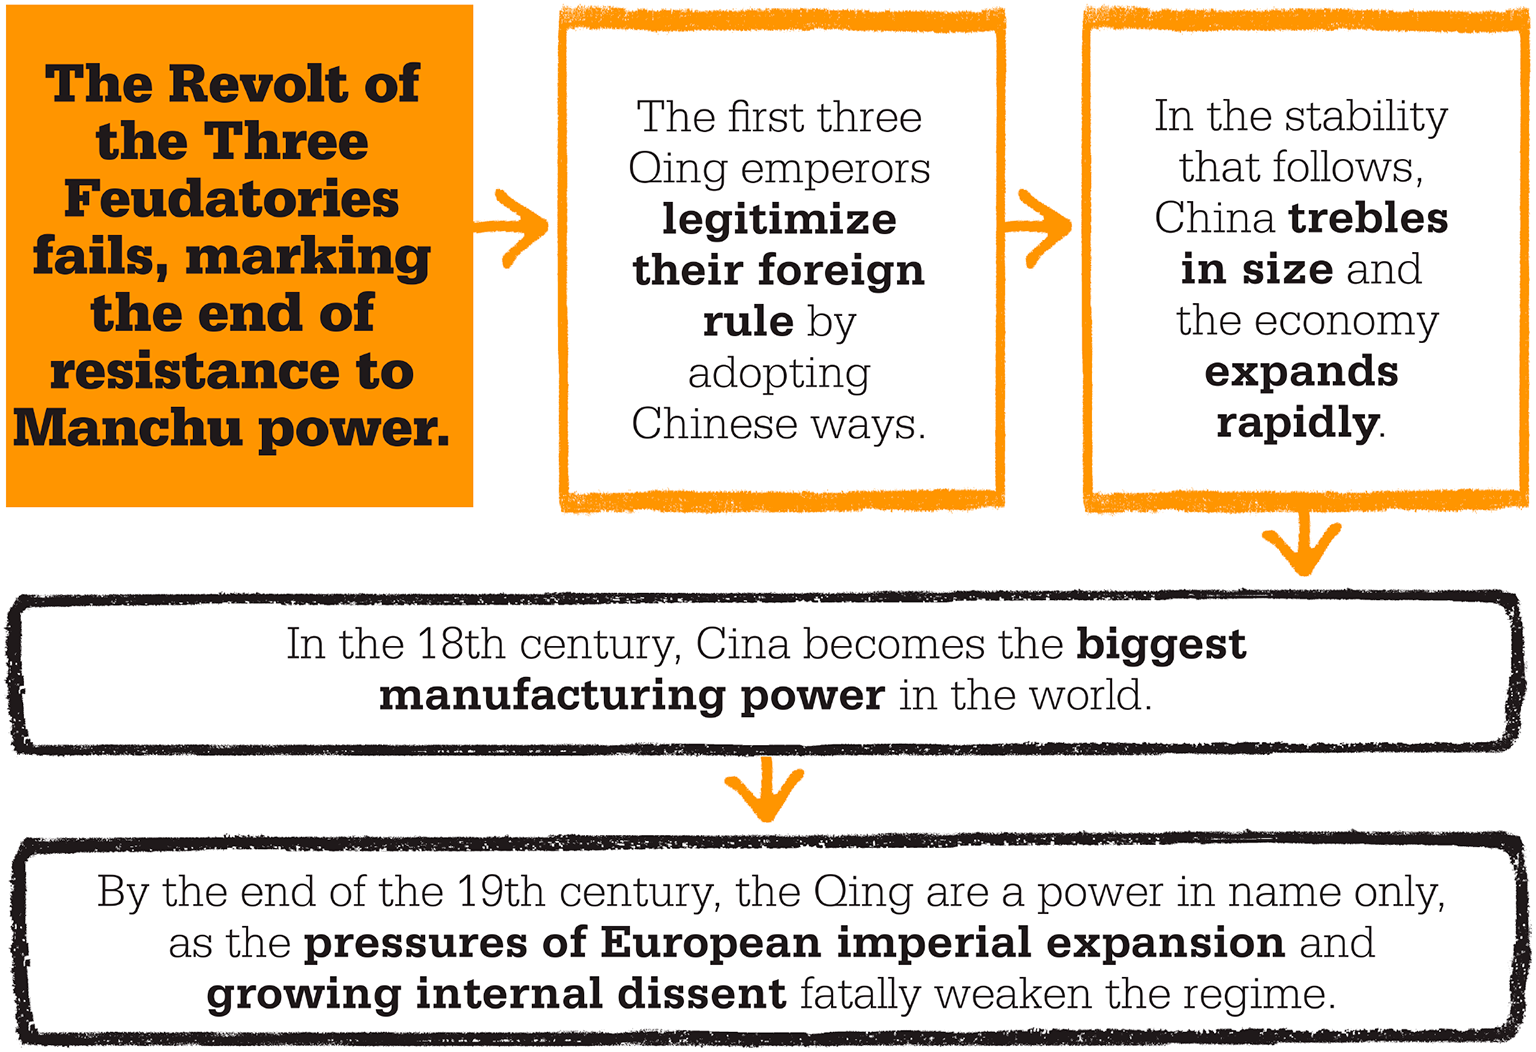 The Revolt of
the Three
Feudatories
fails, marking
the end of
resistance to
Manchu power.
The first three
Qing emperors
legitimize
their foreign
rule by
adopting
Chinese ways.
In the stability
that follows,
China trebles
in size and
the economy
expands
rapidly.
In the 18th century, Cina becomes the biggest
manufacturing power in the world.
By the end of the 19th century, the Qing are a power in name only,
as the pressures of European imperial expansion and
growing internal dissent fatally weaken the regime.